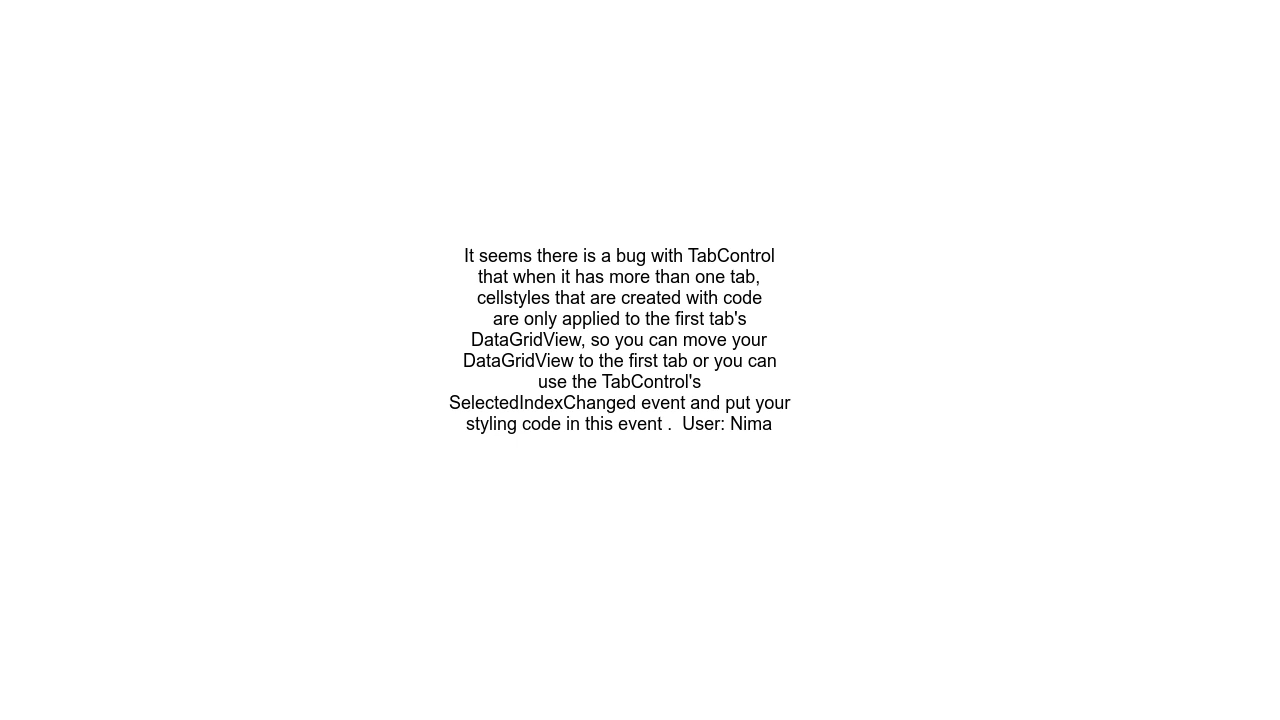 It seems there is a bug with TabControl
that when it has more than one tab,
cellstyles that are created with code
are only applied to the first tab's
DataGridView, so you can move your
DataGridView to the first tab or you can
use the TabControl's
SelectedIndexChanged event and put your
styling code in this event .  User: Nima